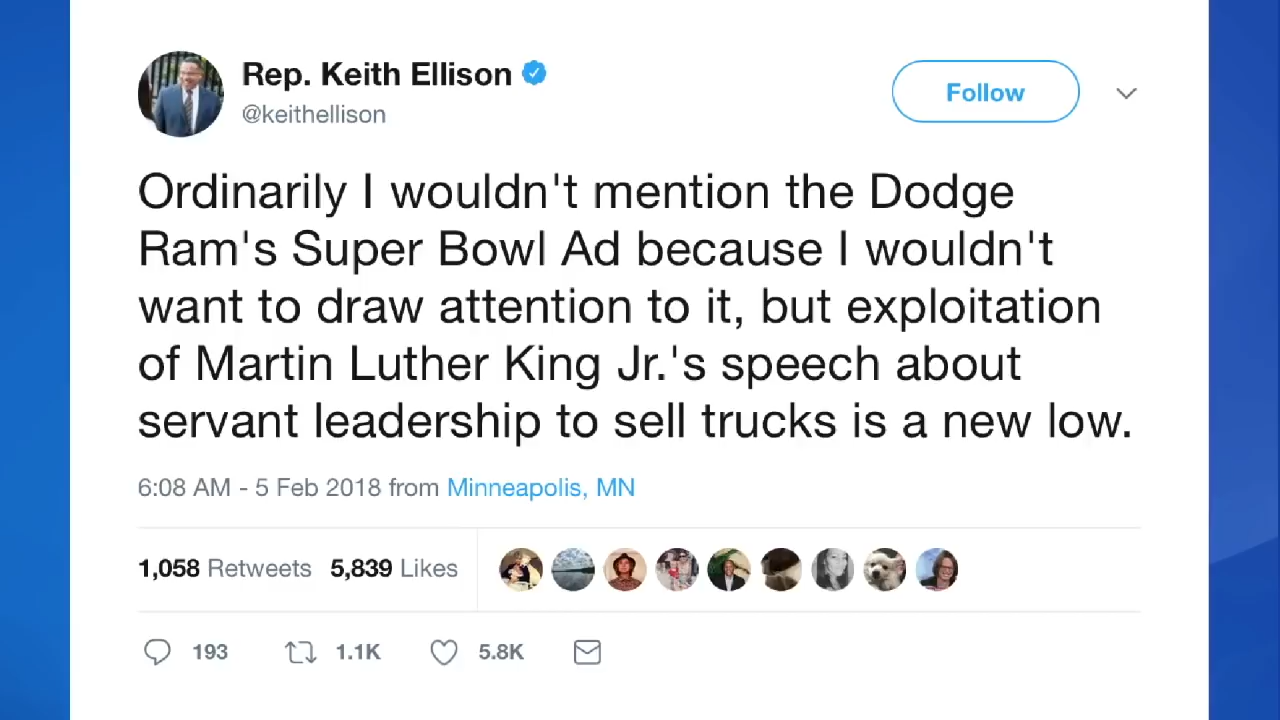 Rep. Keith Ellison
@keithellison
Follow
Ordinarily I wouldn't mention the Dodge
Ram's Super Bowl Ad because I wouldn't
want to draw attention to it, but exploitation
of Martin Luther King Jr.'s speech about
servant leadership to sell trucks is a new low.
6:08 AM - 5 Feb 2018 from Minneapolis, MN
1,058 Retweets 5,839 Likes
193 1.1K 5.8K